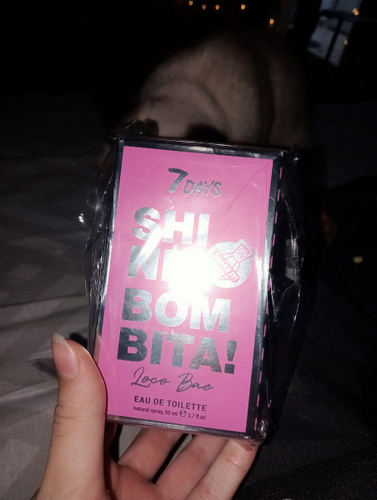 7DAYS
SHI
BOM
BITA!
Loco Bae
EAU DE TOILETTE
natural spray, 50 ml ℮ 1.7 fl.oz